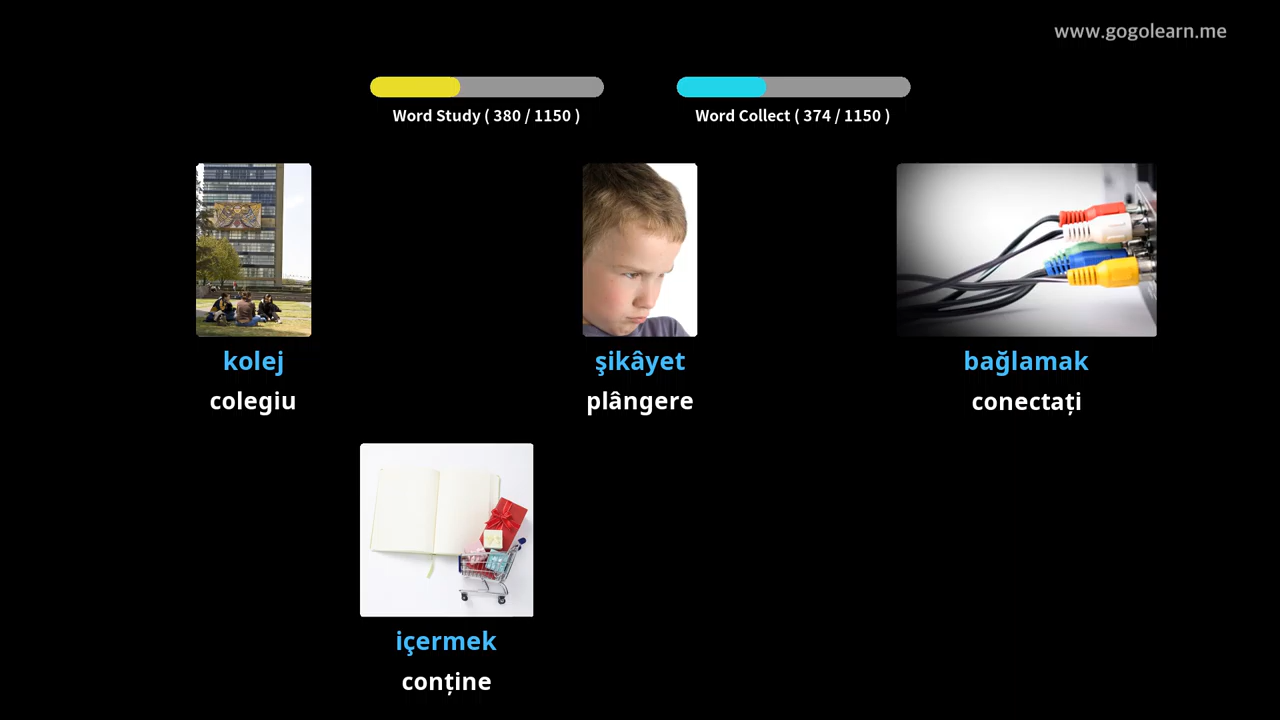 www.gogolearn.me
Word Study ( 380 / 1150 )
Word Collect ( 374 / 1150 )
kolej
colegiu
şikâyet
plângere
bağlamak
conectați
içermek
conține